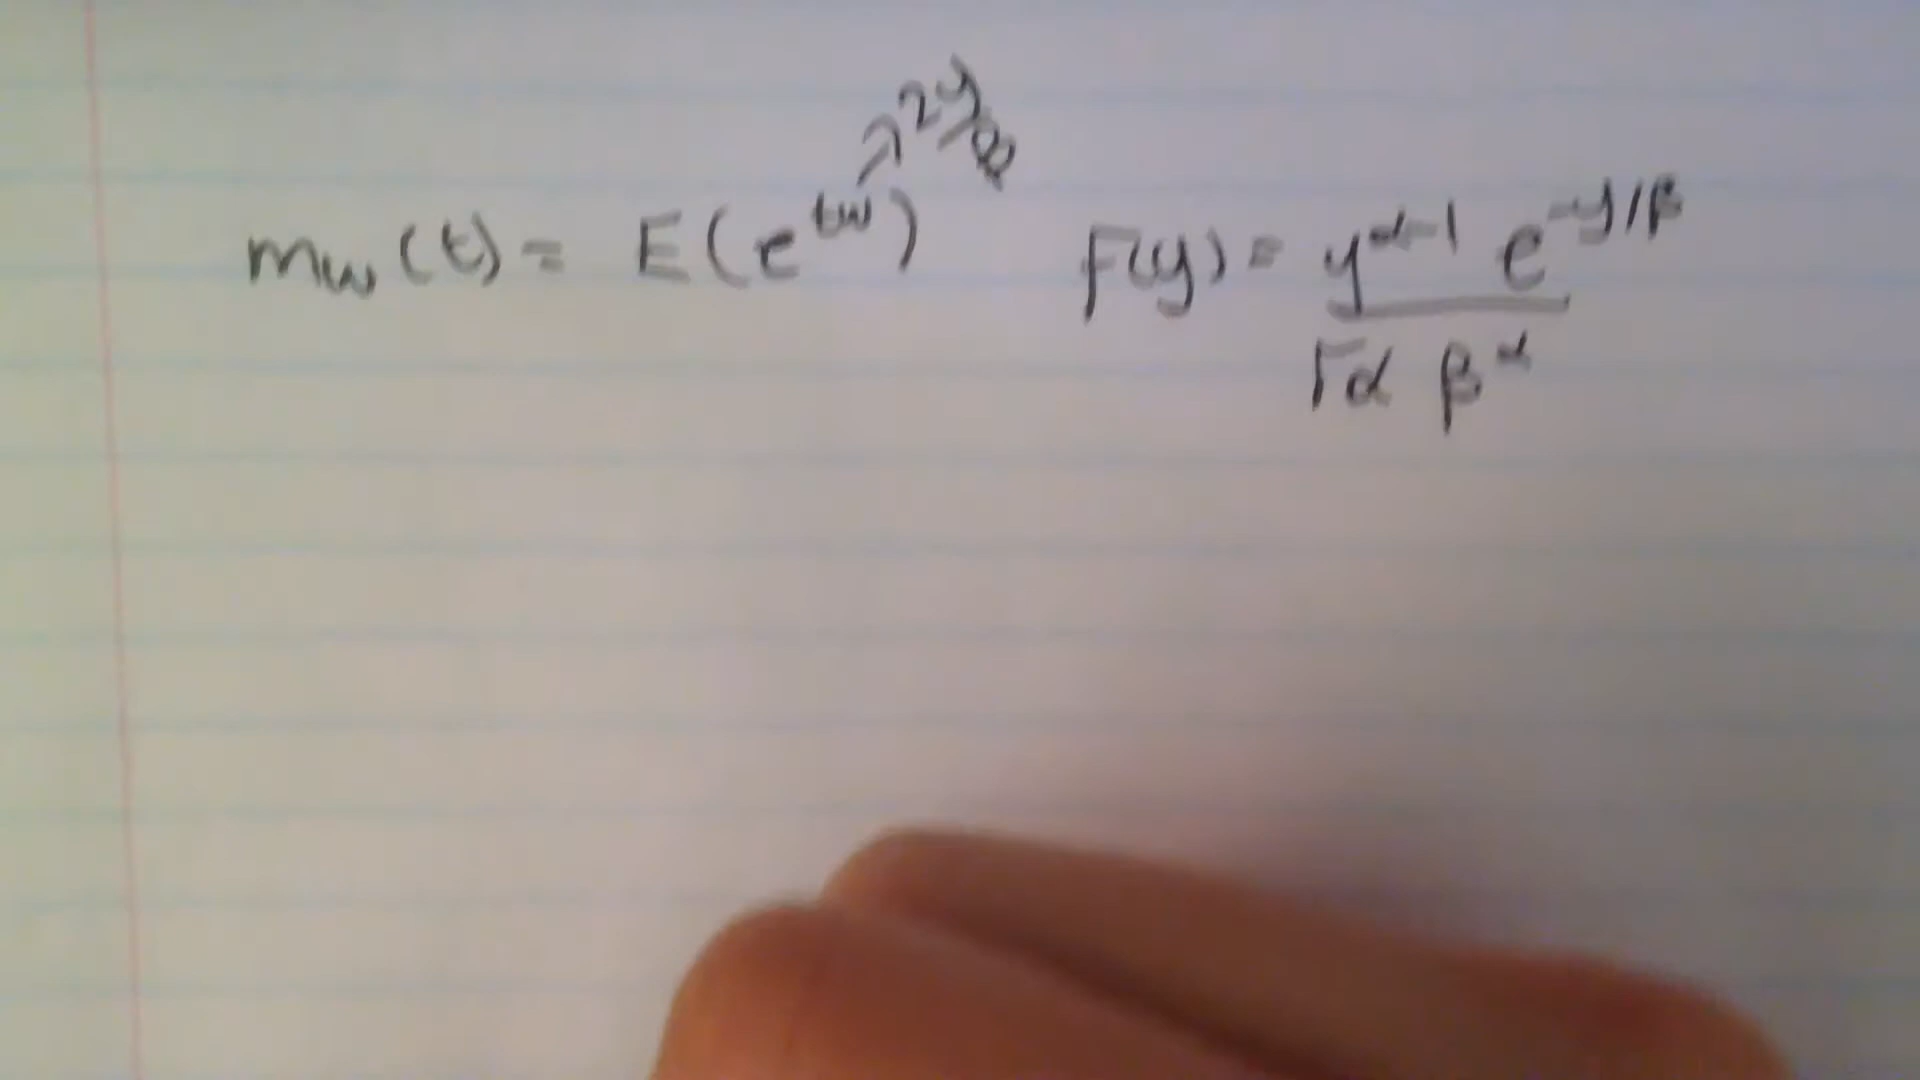 2y/β
m_w(t) = E(e^{tw}) f(y) = y^{α-1} e^{-y/β}
Γα β^α